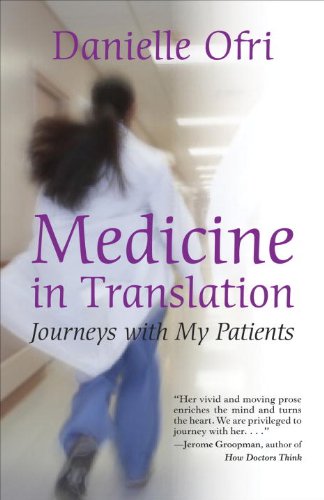 Danielle Ofri
Medicine
in Translation
Journeys with My Patients
“Her vivid and moving prose
enriches the mind and turns
the heart. We are privileged to
journey with her. . . .”
—Jerome Groopman, author of
How Doctors Think